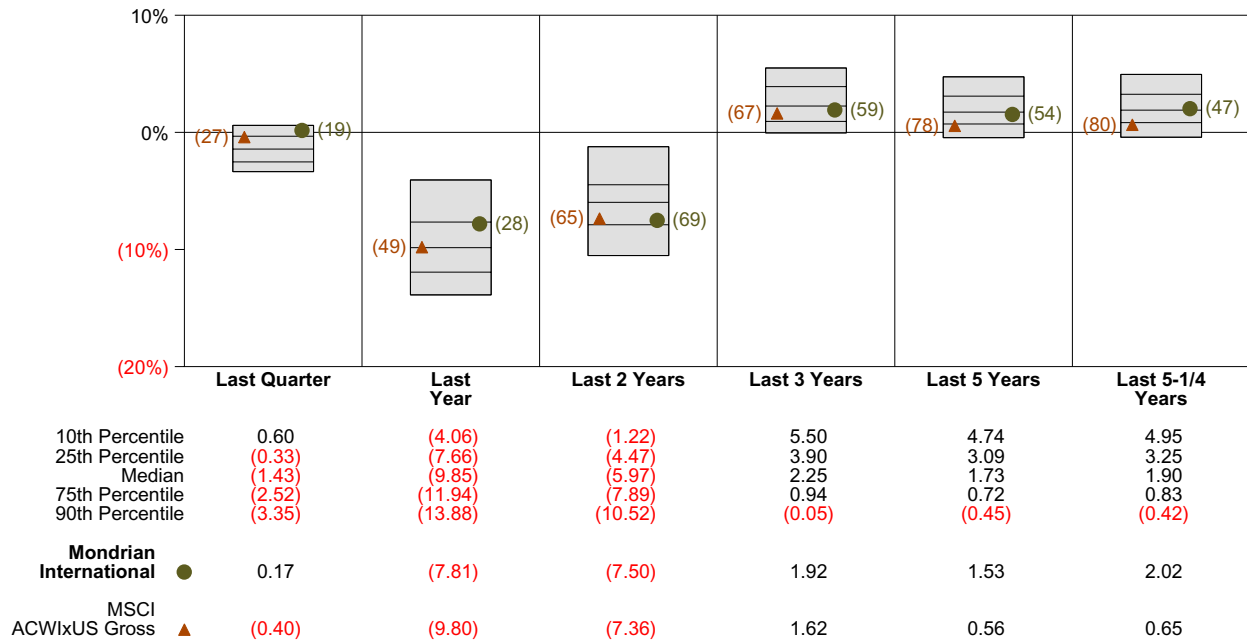 10%
0%
(10%)
(20%)
(27)
(19)
(49)
(28)
(65)
(69)
(67)
(59)
(78)
(54)
(80)
(47)
Last Quarter
Last
Year
Last 2 Years
Last 3 Years
Last 5 Years
Last 5-1/4
Years
10th Percentile 0.60 (4.06) (1.22) 5.50 4.74 4.95
25th Percentile (0.33) (7.66) (4.47) 3.90 3.09 3.25
Median (1.43) (9.85) (5.97) 2.25 1.73 1.90
75th Percentile (2.52) (11.94) (7.89) 0.94 0.72 0.83
90th Percentile (3.35) (13.88) (10.52) (0.05) (0.45) (0.42)
Mondrian
International 0.17 (7.81) (7.50) 1.92 1.53 2.02
MSCI
ACWIxUS Gross (0.40) (9.80) (7.36) 1.62 0.56 0.65